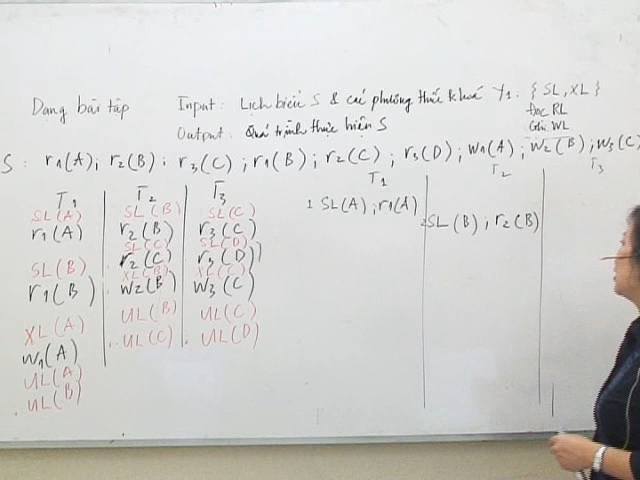 Dạng bài tập
Input: Lịch biểu S & các phương thức khoá Y1: { SL, XL }
Đọc RL
Output: Quá trình thực hiện S
Ghi WL
S: r1(A); r2(B); r3(C); r1(B); r2(C); r3(D); w1(A); w2(B); w3(C)
T1 T2 T3
SL(A) SL(B) SL(C)
r1(A) r2(B) r3(C)
SL(C) SL(D)
SL(B) r2(C) r3(D)
XL(B) XL(C)
r1(B) w2(B) w3(C)
UL(B) UL(C)
XL(A) UL(C) UL(D)
w1(A)
UL(A)
UL(B)
T1 T2 T3
1 SL(A); r1(A)
2 SL(B); r2(B)